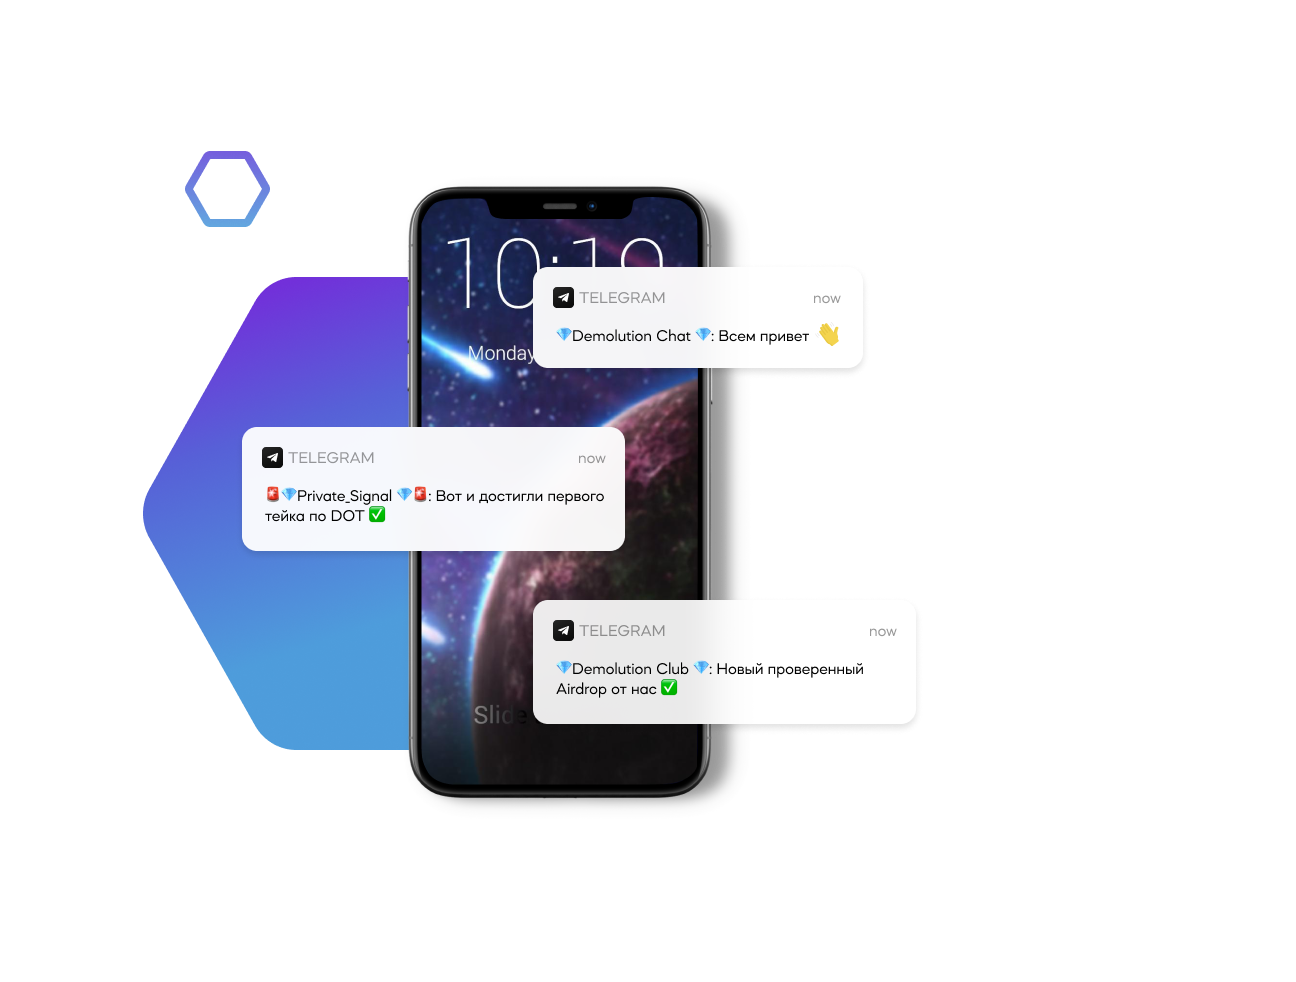 10:19
TELEGRAM now
💎Demolution Chat 💎: Всем привет 👋
Monday
TELEGRAM now
🚨💎Private_Signal 💎🚨: Вот и достигли первого
тейка по DOT ✅
TELEGRAM now
💎Demolution Club 💎: Новый проверенный
Airdrop от нас ✅
Slide